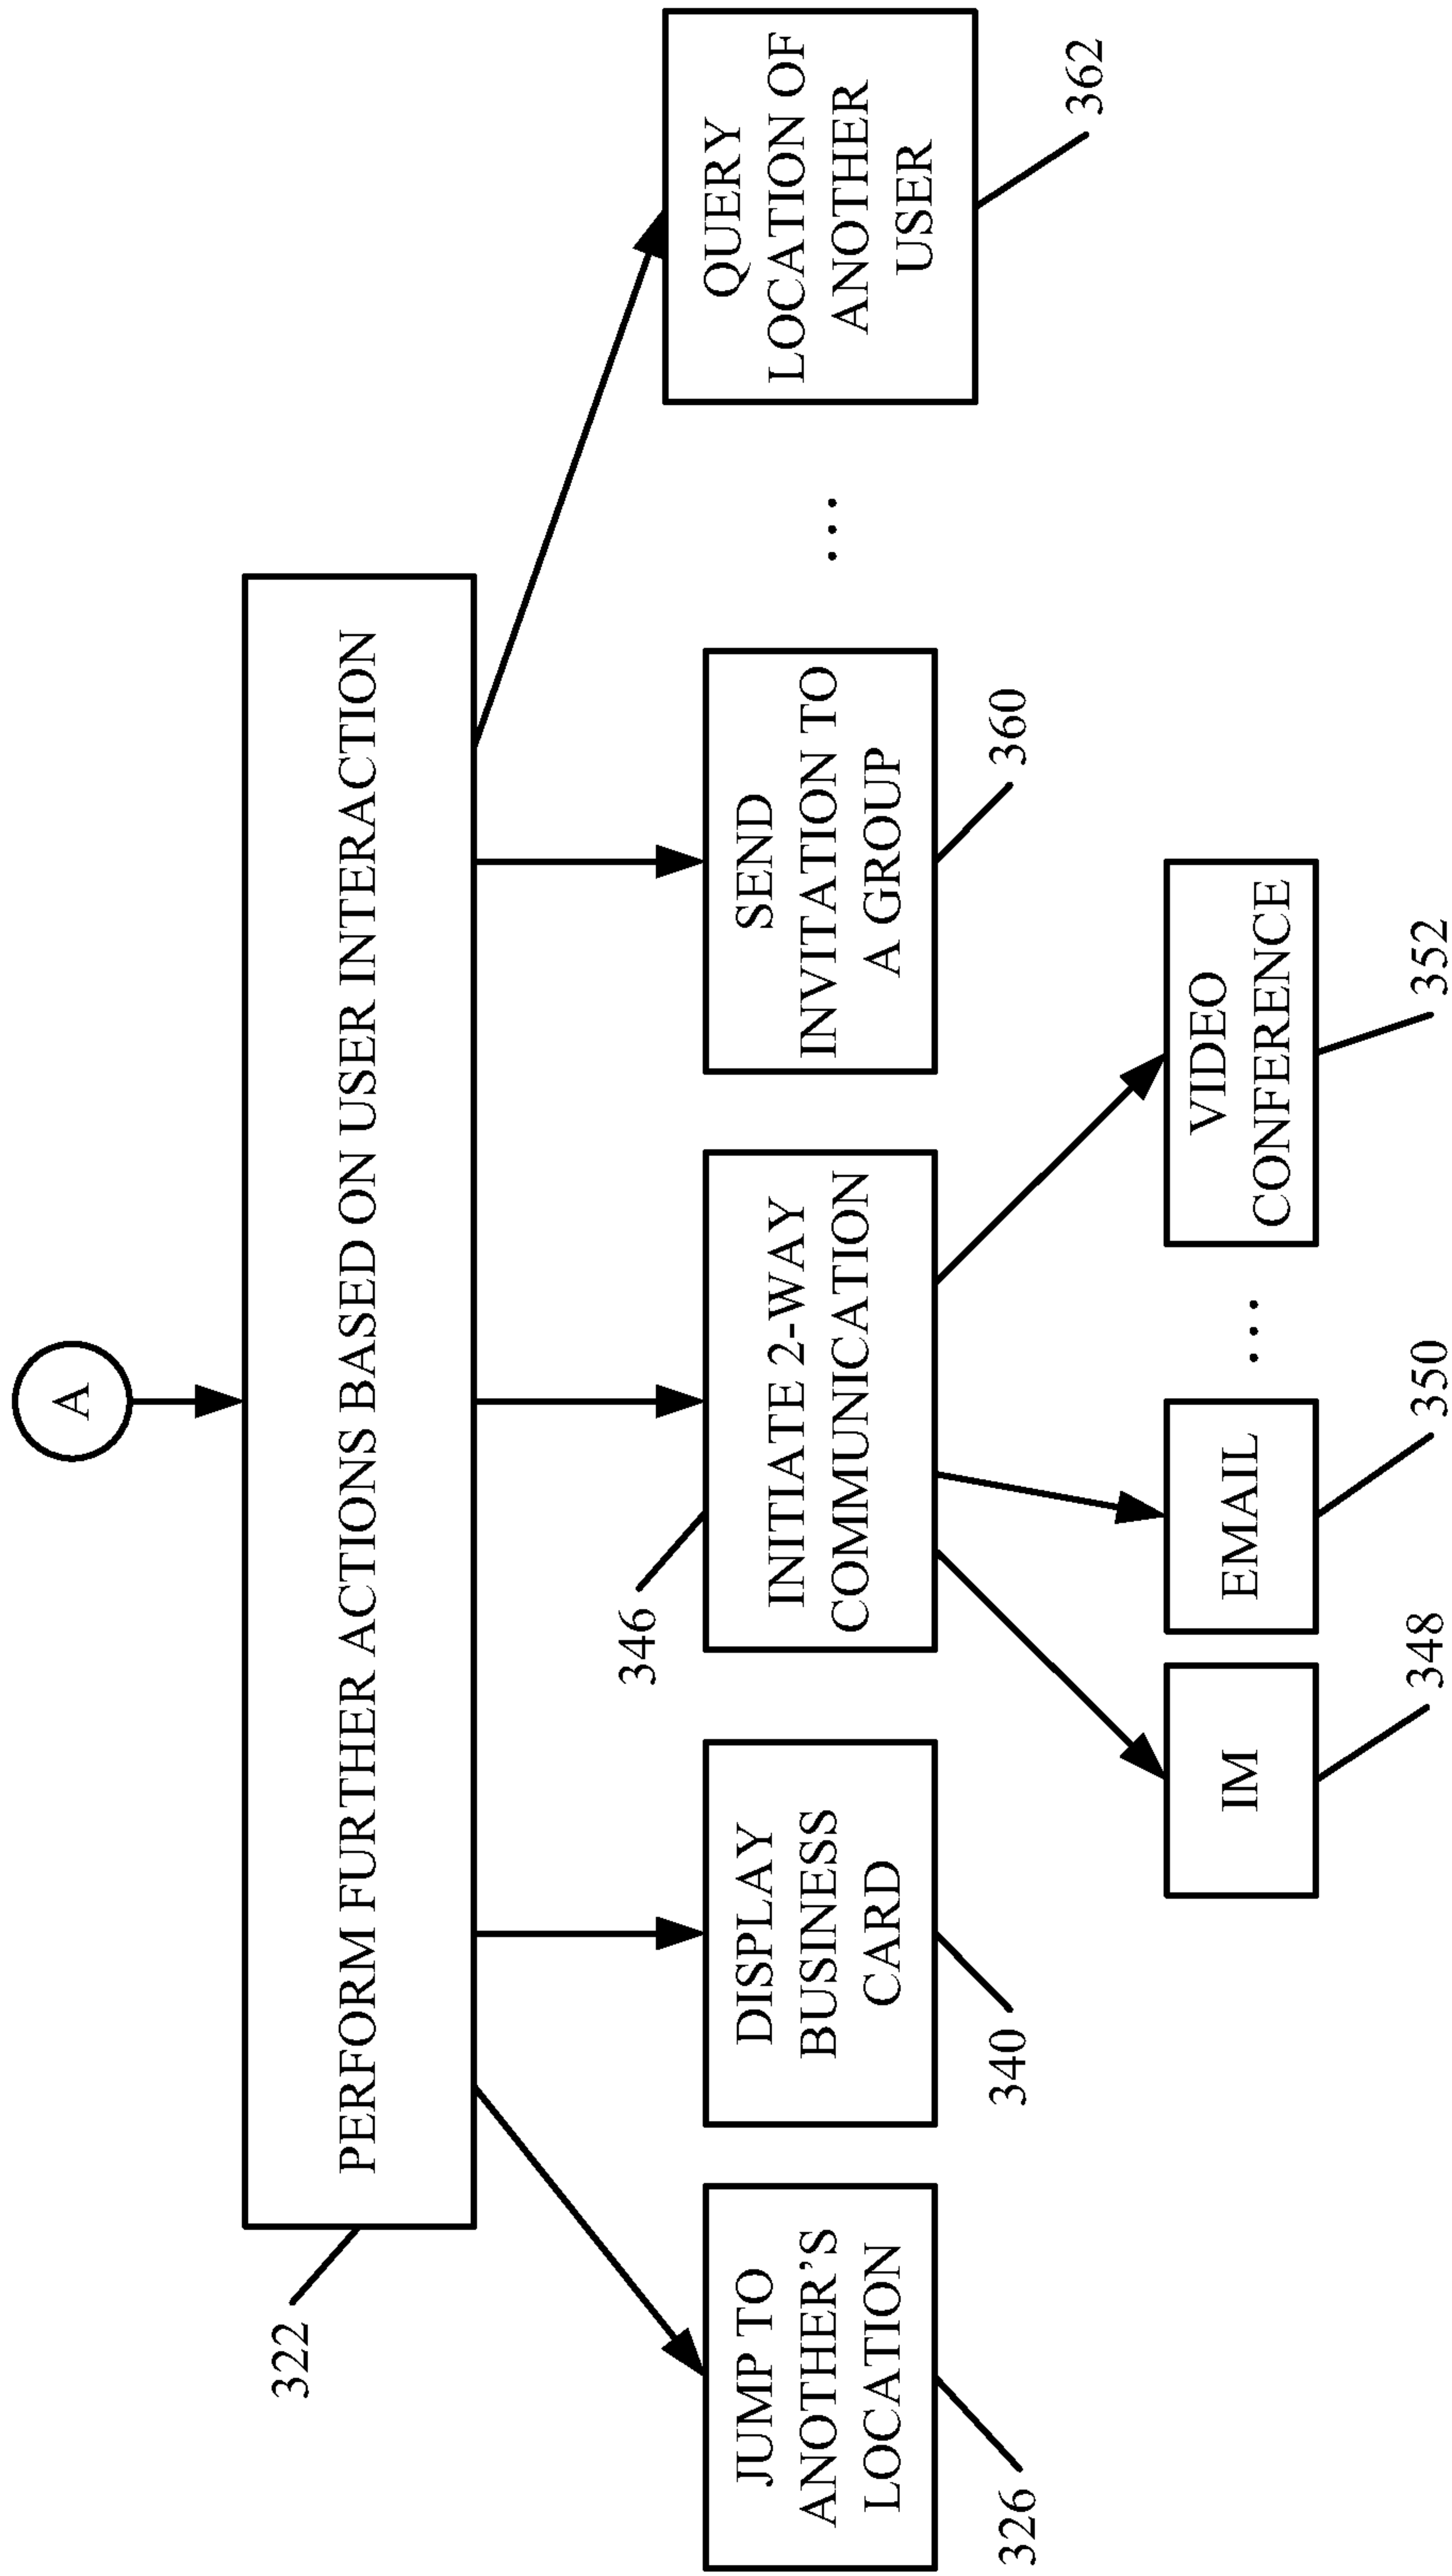 A
PERFORM FURTHER ACTIONS BASED ON USER INTERACTION
322
JUMP TO
ANOTHER'S
LOCATION
326
DISPLAY
BUSINESS
CARD
340
346
INITIATE 2-WAY
COMMUNICATION
SEND
INVITATION TO
A GROUP
360
...
QUERY
LOCATION OF
ANOTHER
USER
362
IM
348
EMAIL
350
...
VIDEO
CONFERENCE
352